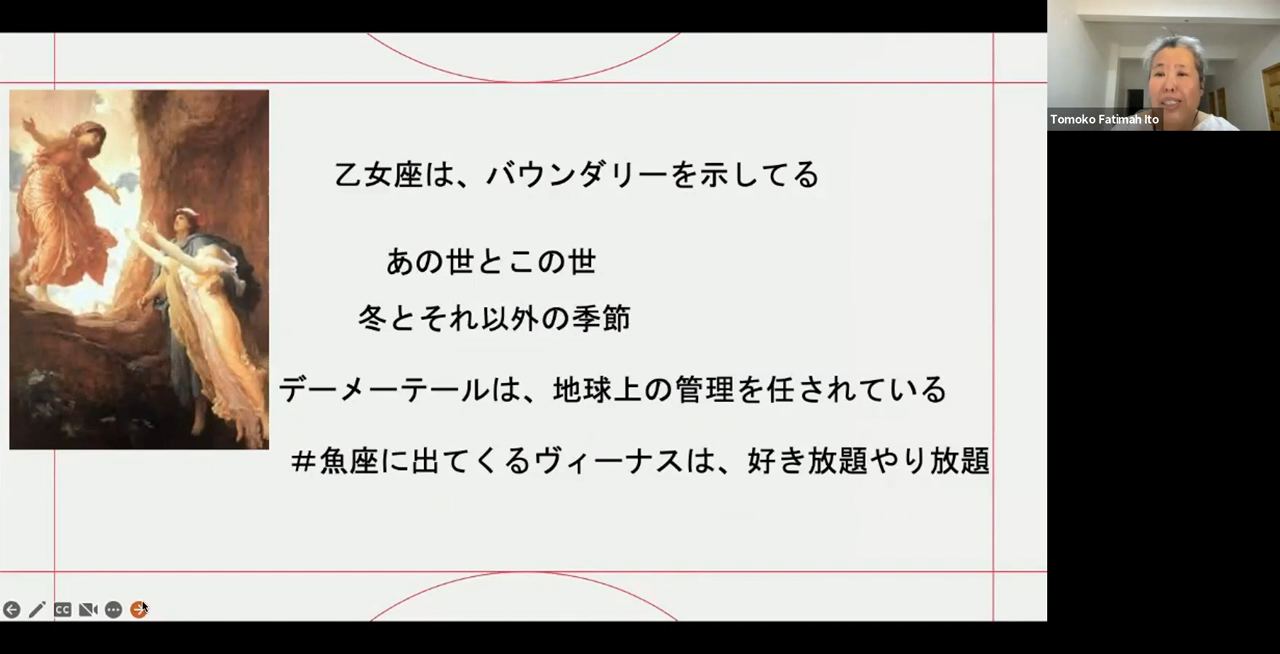 乙女座は、バウンダリーを示してる
あの世とこの世
冬とそれ以外の季節
デーメーテールは、地球上の管理を任されている
＃魚座に出てくるヴィーナスは、好き放題やり放題
Tomoko Fatimah Ito
CC